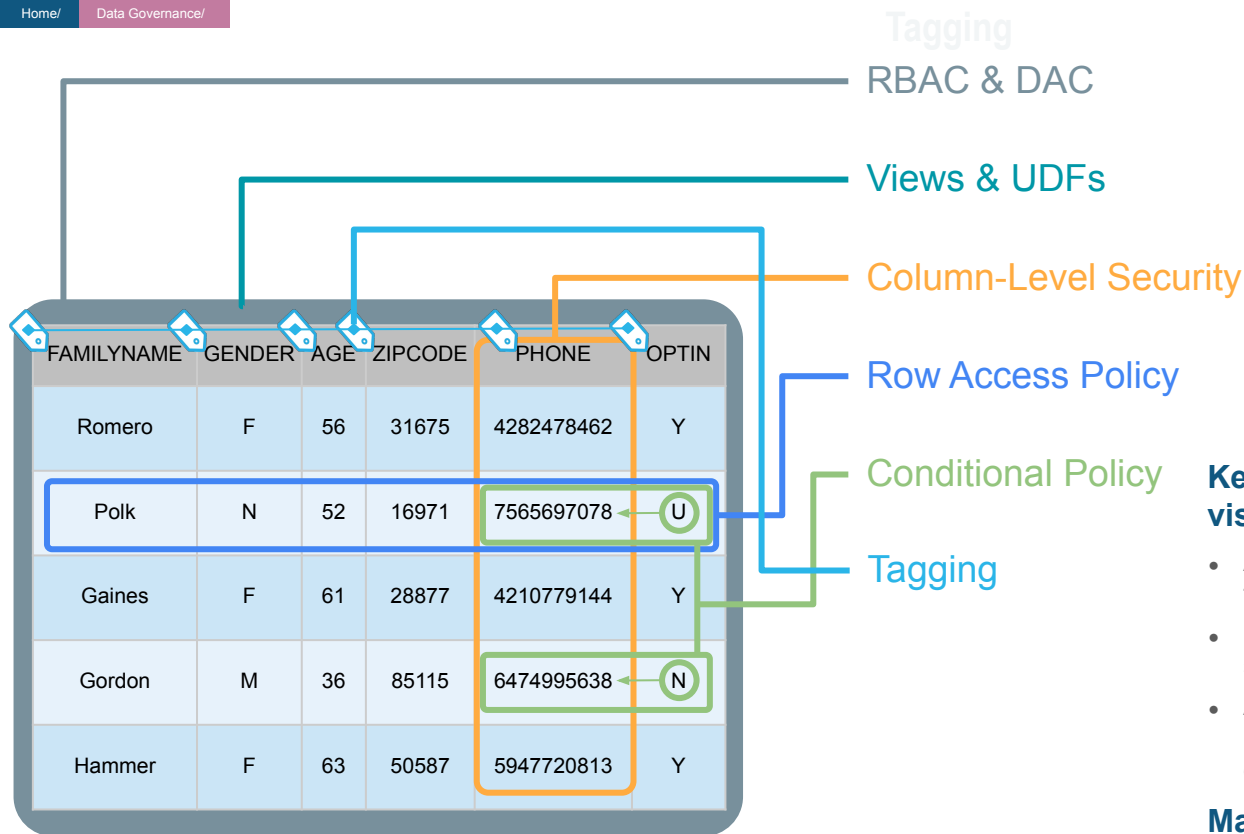 Home/ Data Governance/
Tagging
RBAC & DAC
Views & UDFs
Column-Level Security
Row Access Policy
Conditional Policy
Tagging
FAMILYNAME GENDER AGE ZIPCODE PHONE OPTIN
Romero F 56 31675 4282478462 Y
Polk N 52 16971 7565697078 U
Gaines F 61 28877 4210779144 Y
Gordon M 36 85115 6474995638 N
Hammer F 63 50587 5947720813 Y